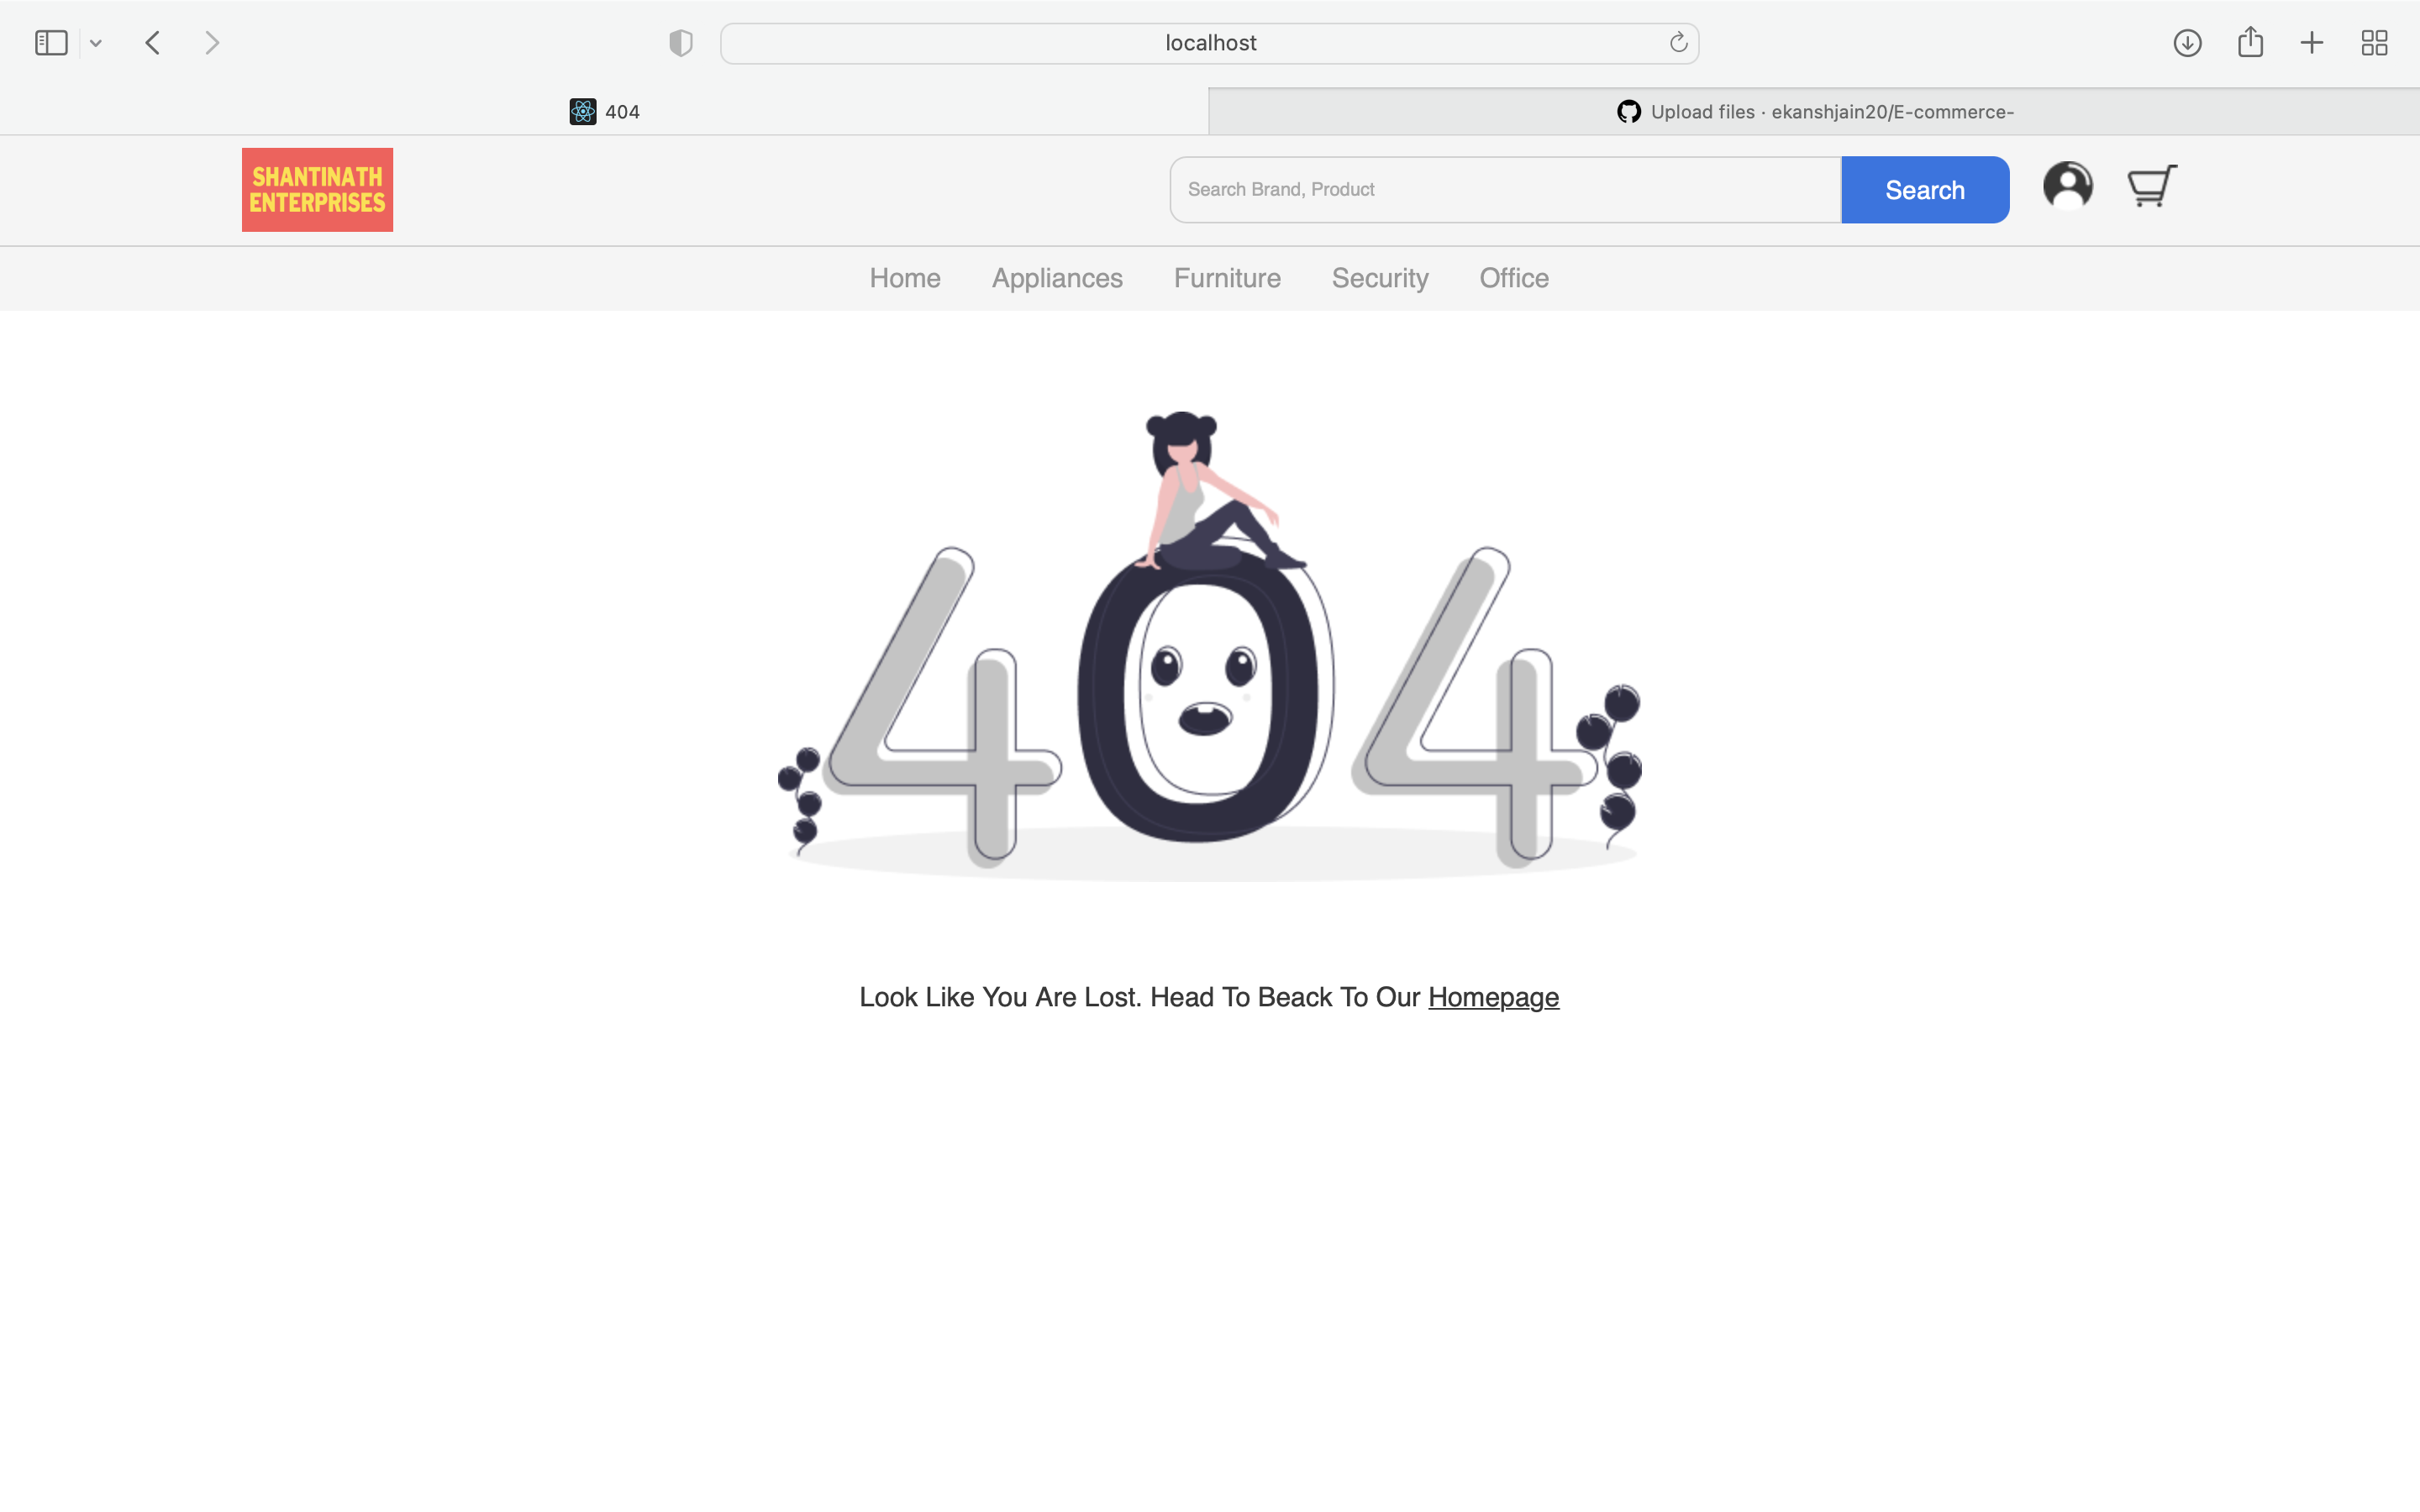 localhost
404
Upload files · ekanshjain20/E-commerce-
SHANTINATH
ENTERPRISES
Search Brand, Product
Search
Home Appliances Furniture Security Office
404
Look Like You Are Lost. Head To Beack To Our Homepage